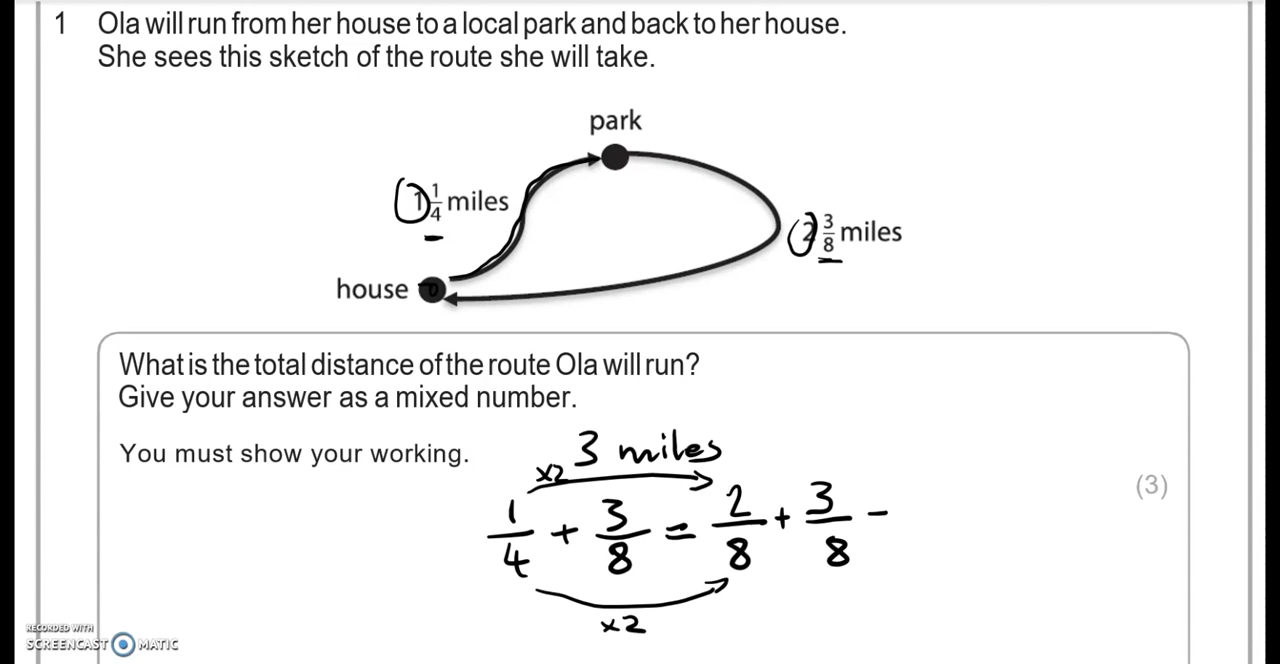 1 Ola will run from her house to a local park and back to her house.
She sees this sketch of the route she will take.
park
1 1/4 miles
2 3/8 miles
house
What is the total distance of the route Ola will run?
Give your answer as a mixed number.
You must show your working.
3 miles
(3)
×2
1/4 + 3/8 = 2/8 + 3/8 -
×2
RECORDED WITH
SCREENCAST MATIC